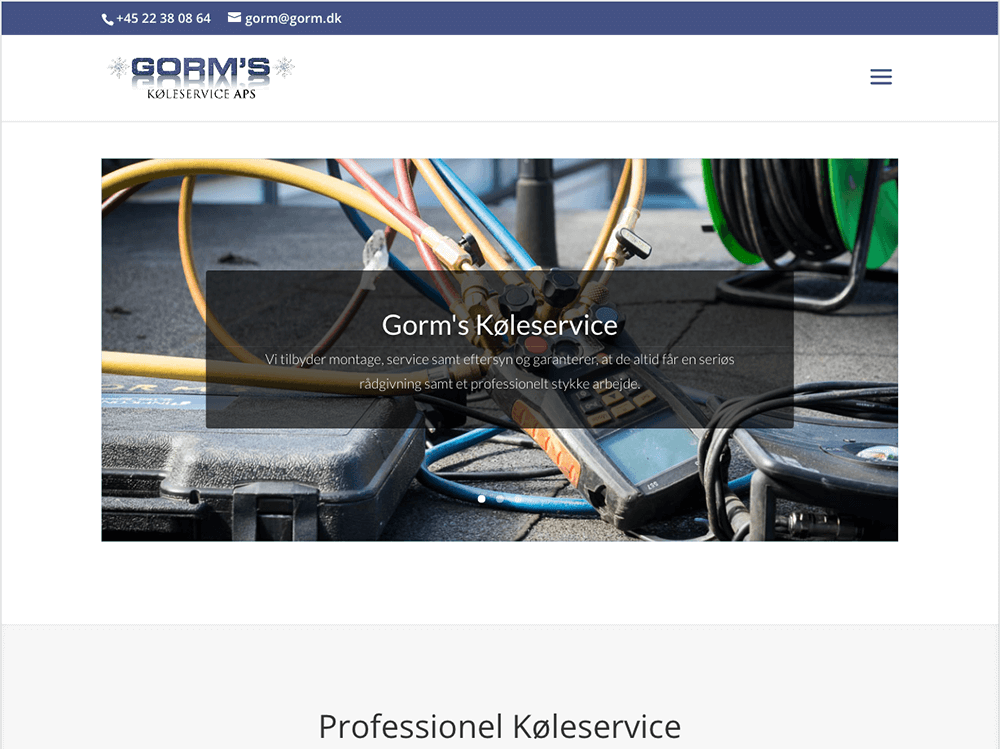 +45 22 38 08 64 gorm@gorm.dk
GORM'S
KØLESERVICE APS
Gorm's Køleservice
Vi tilbyder montage, service samt eftersyn og garanterer, at de altid får en seriøs
rådgivning samt et professionelt stykke arbejde.
Professionel Køleservice